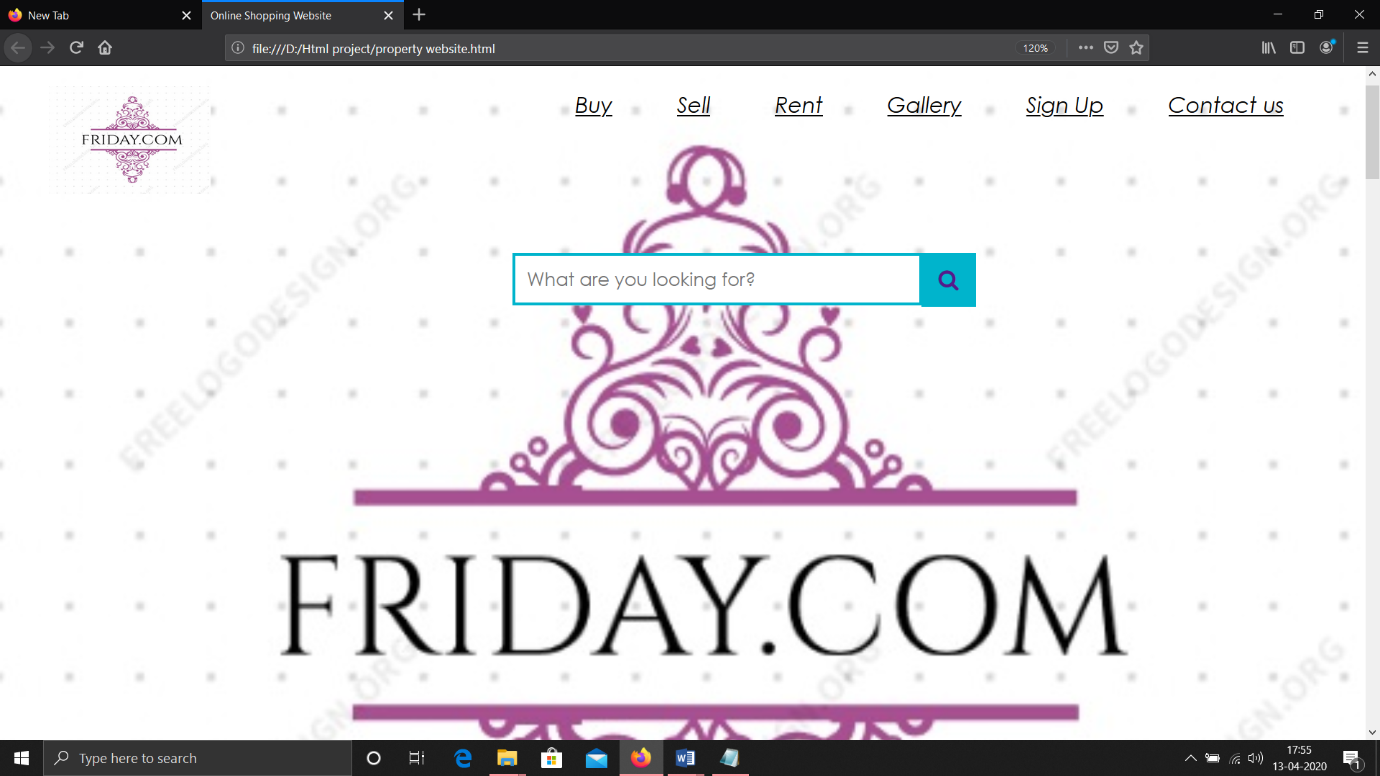 New Tab
Online Shopping Website
file:///D:/Html project/property website.html
120%
FRIDAY.COM
Buy
Sell
Rent
Gallery
Sign Up
Contact us
FREELOGODESIGN.ORG
FREELOGODESIGN.ORG
What are you looking for?
FRIDAY.COM
Type here to search
W
17:55
13-04-2020
1